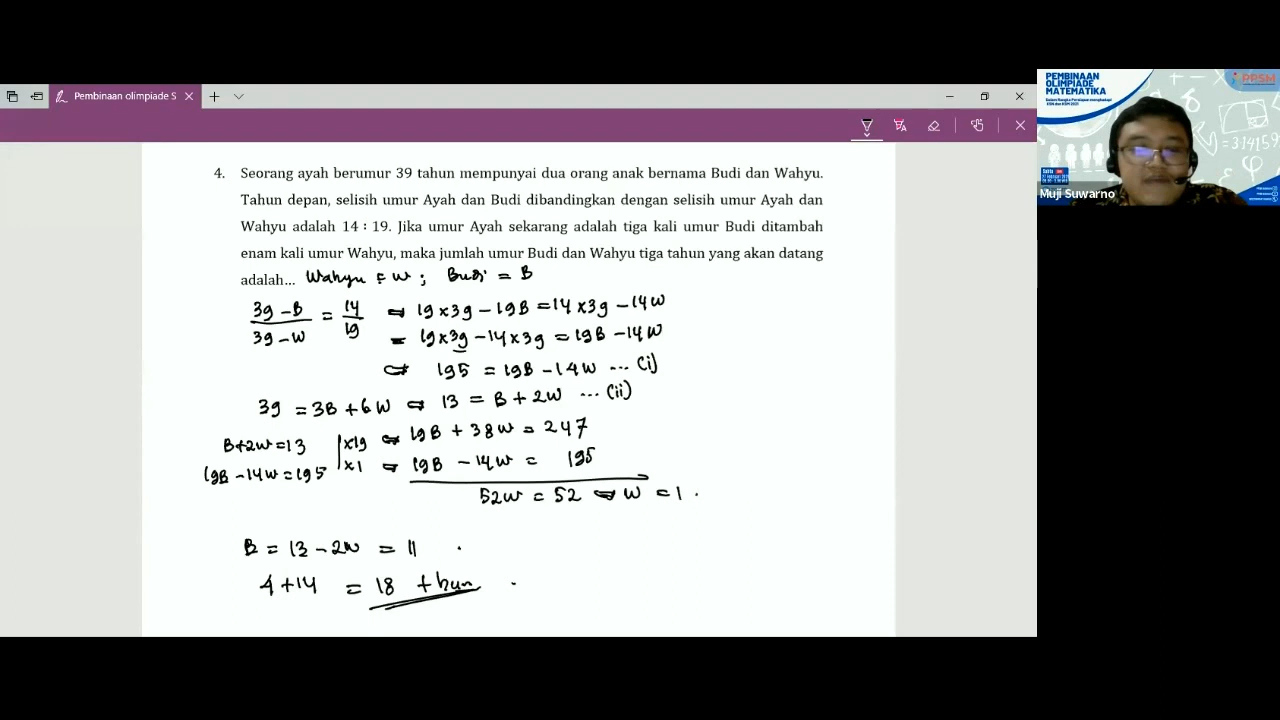 Pembinaan olimpiade S
4. Seorang ayah berumur 39 tahun mempunyai dua orang anak bernama Budi dan Wahyu.
Tahun depan, selisih umur Ayah dan Budi dibandingkan dengan selisih umur Ayah dan
Wahyu adalah 14 : 19. Jika umur Ayah sekarang adalah tiga kali umur Budi ditambah
enam kali umur Wahyu, maka jumlah umur Budi dan Wahyu tiga tahun yang akan datang
adalah... Wahyu = W ; Budi = B
39 - B / 39 - W = 14 / 19 ⇔ 19 x 39 - 19B = 14 x 39 - 14W
= 19 x 39 - 14 x 39 = 19B - 14W
⇔ 195 = 19B - 14W ... (i)
39 = 3B + 6W ⇔ 13 = B + 2W ... (ii)
B + 2W = 13 | x19 ⇔ 19B + 38W = 247
19B - 14W = 195 | x1 ⇔ 19B - 14W = 195
52W = 52 ⇔ W = 1 .
B = 13 - 2W = 11 .
4 + 14 = 18 tahun .
PEMBINAAN
OLIMPIADE
MATEMATIKA
PPSM
=314159
Muji Suwarno